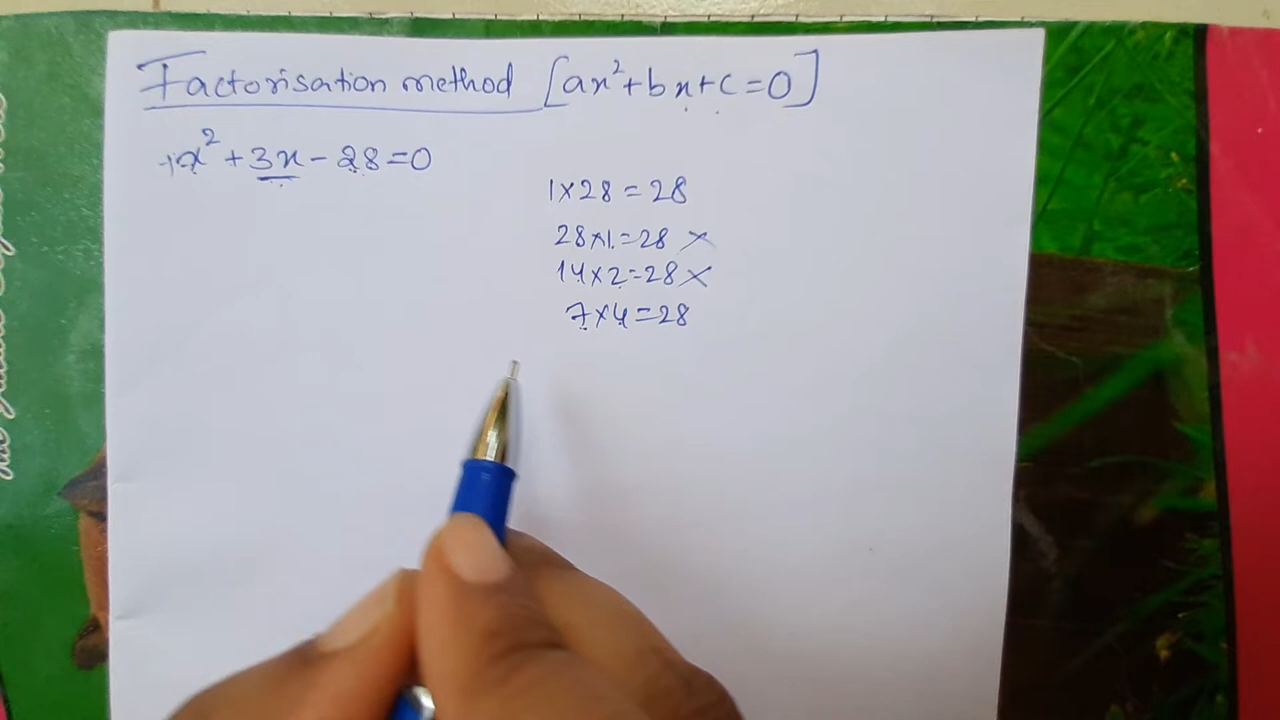 Factorisation method [ax²+bx+c=0]
+x²+3x-28=0
1×28=28
28×1=28 ×
14×2=28 ×
7×4=28